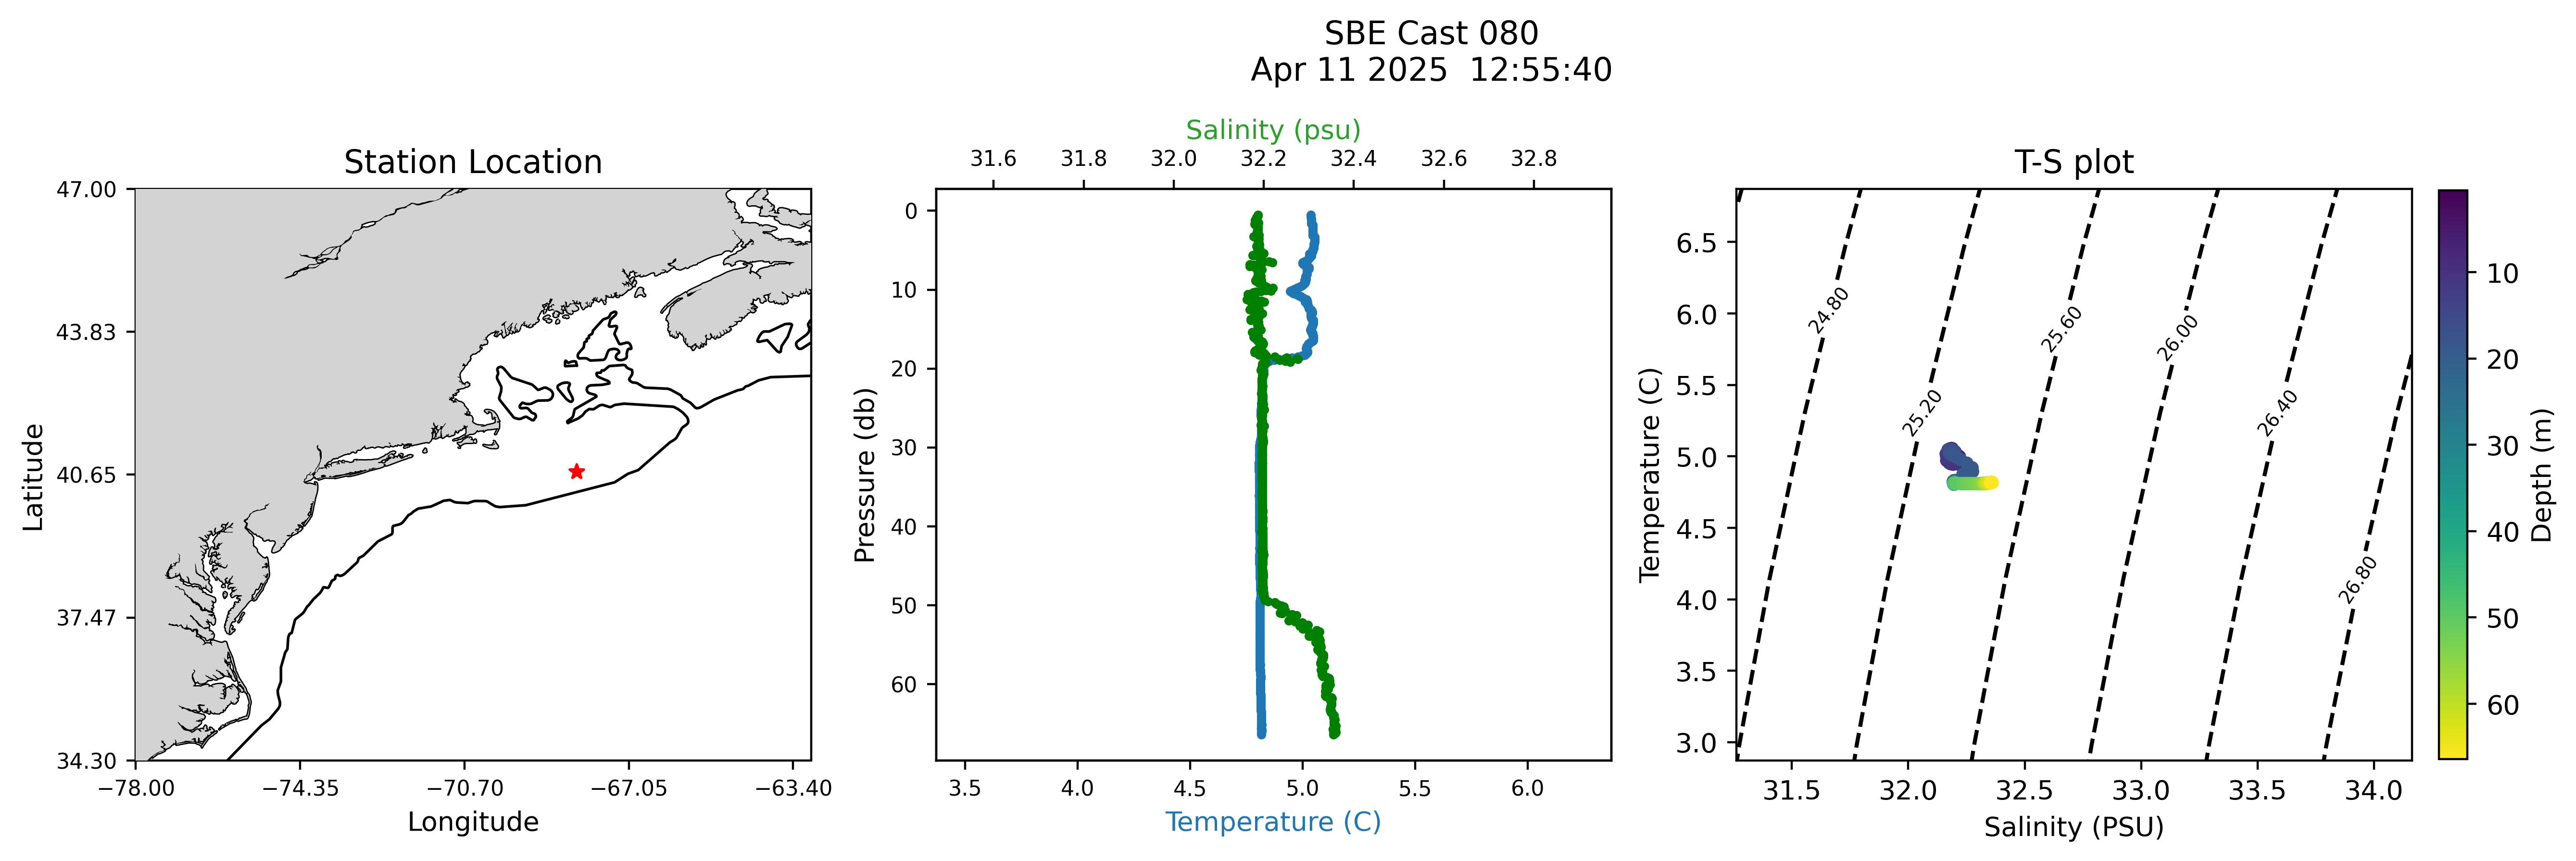 SBE Cast 080
Apr 11 2025  12:55:40
Station Location
47.00
43.83
40.65
37.47
34.30
Latitude
−78.00 −74.35 −70.70 −67.05 −63.40
Longitude
Salinity (psu)
31.6 31.8 32.0 32.2 32.4 32.6 32.8
0
10
20
30
40
50
60
Pressure (db)
3.5 4.0 4.5 5.0 5.5 6.0
Temperature (C)
T-S plot
6.5
6.0
5.5
5.0
4.5
4.0
3.5
3.0
Temperature (C)
24.80
25.20
25.60
26.00
26.40
26.80
31.5 32.0 32.5 33.0 33.5 34.0
Salinity (PSU)
10
20
30
40
50
60
Depth (m)